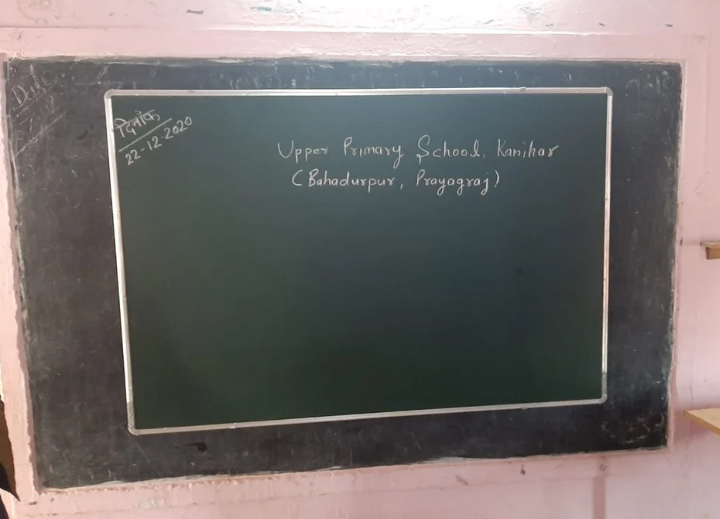 दिनांक
22-12-2020
Upper Primary School, Kanihar
(Bahadurpur, Prayagraj)